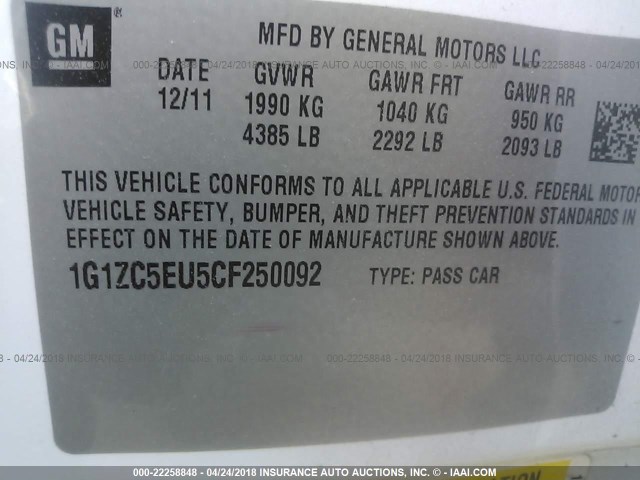 GM
MFD BY GENERAL MOTORS LLC
DATE GVWR GAWR FRT GAWR RR
12/11 1990 KG 1040 KG 950 KG
4385 LB 2292 LB 2093 LB
THIS VEHICLE CONFORMS TO ALL APPLICABLE U.S. FEDERAL MOTOR
VEHICLE SAFETY, BUMPER, AND THEFT PREVENTION STANDARDS IN
EFFECT ON THE DATE OF MANUFACTURE SHOWN ABOVE.
1G1ZC5EU5CF250092 TYPE: PASS CAR
000-22258848 - 04/24/2018 INSURANCE AUTO AUCTIONS, INC. © - IAAI.COM